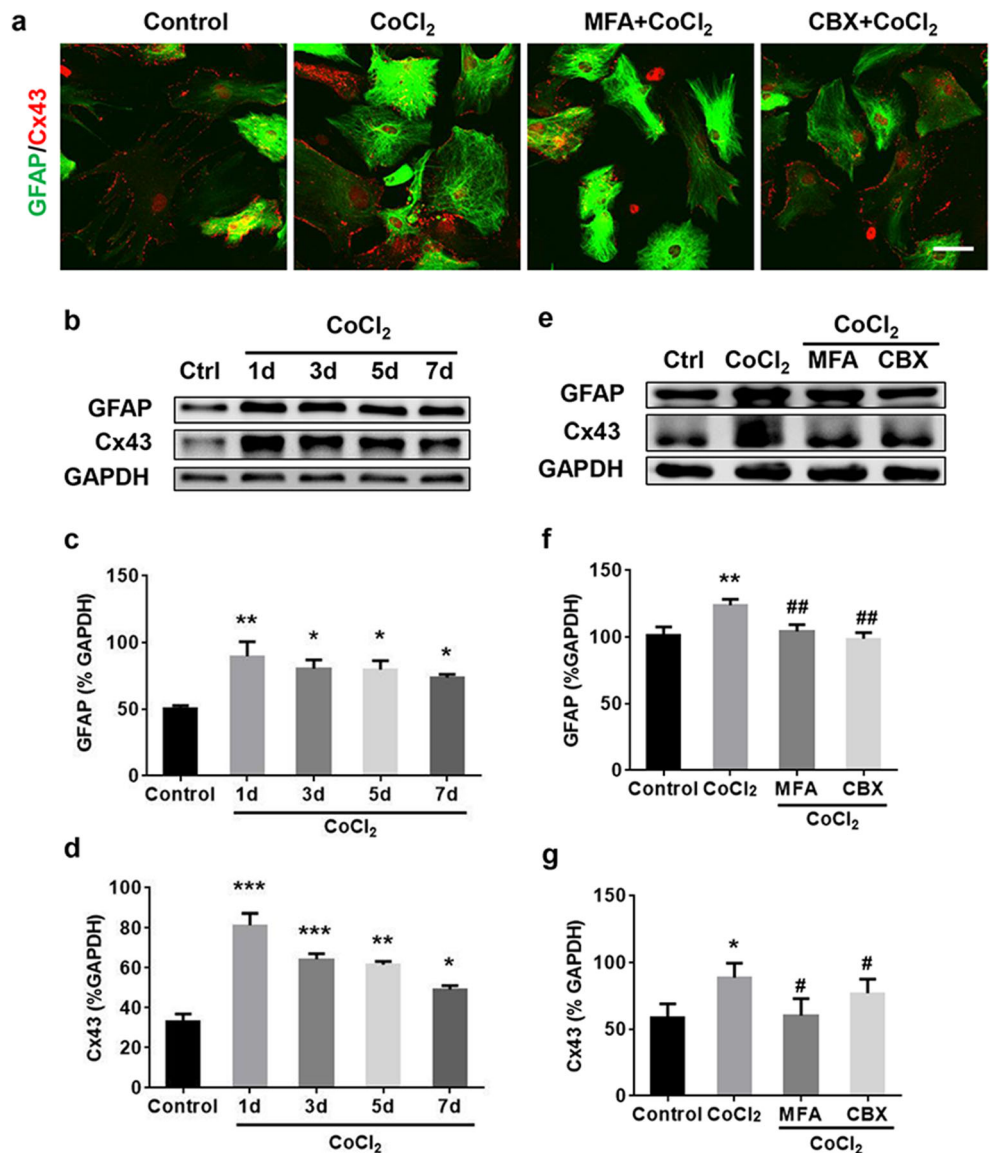 a
Control
CoCl₂
MFA+CoCl₂
CBX+CoCl₂
GFAP/Cx43
b
CoCl₂
Ctrl 1d 3d 5d 7d
GFAP
Cx43
GAPDH
e
CoCl₂
Ctrl CoCl₂ MFA CBX
GFAP
Cx43
GAPDH
c
GFAP (% GAPDH)
150
100
50
0
**
*
*
*
Control 1d 3d 5d 7d
CoCl₂
f
GFAP (%GAPDH)
150
100
50
0
**
##
##
Control CoCl₂ MFA CBX
CoCl₂
d
Cx43 (%GAPDH)
100
80
60
40
20
0
***
***
**
*
Control 1d 3d 5d 7d
CoCl₂
g
Cx43 (% GAPDH)
150
100
50
0
*
#
#
Control CoCl₂ MFA CBX
CoCl₂